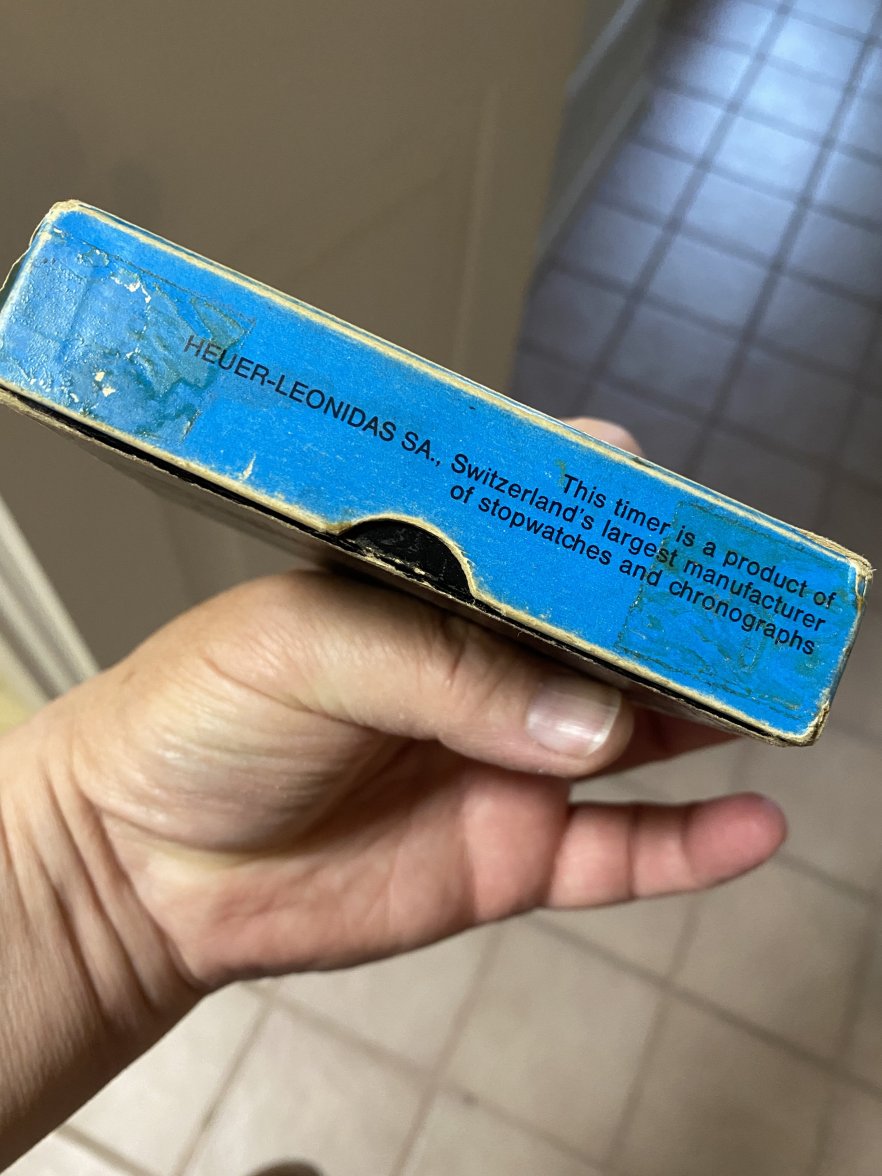 This timer is a product of
HEUER-LEONIDAS SA., Switzerland's largest manufacturer
of stopwatches and chronographs